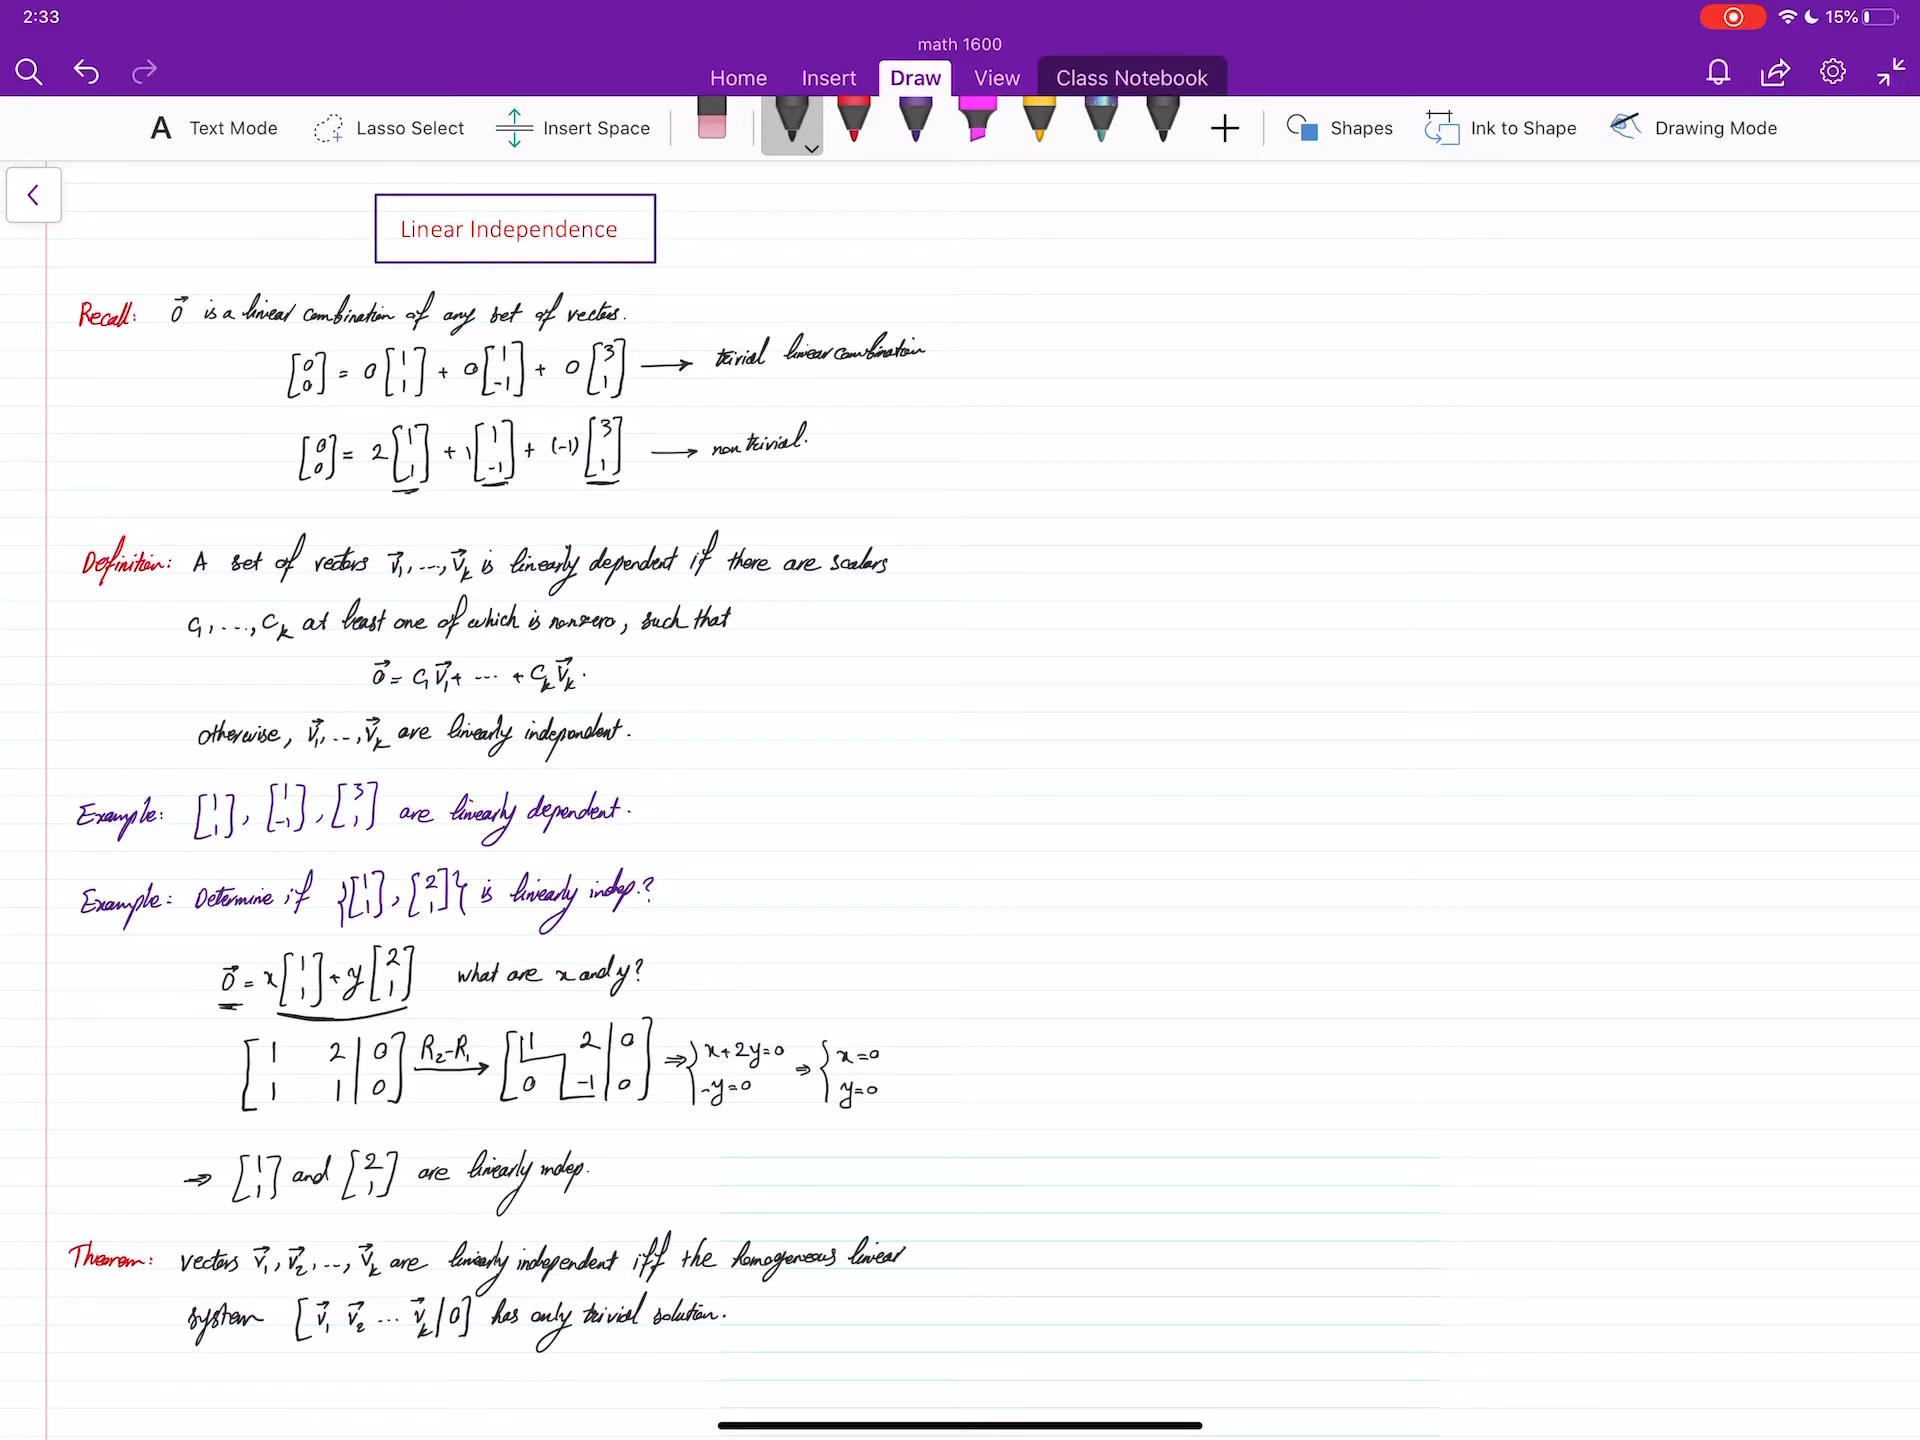 2:33
15%
math 1600
Home Insert Draw View Class Notebook
A Text Mode Lasso Select Insert Space Shapes Ink to Shape Drawing Mode
Linear Independence
Recall: 0⃗ is a linear combination of any set of vectors.
[0; 0] = 0[1; 1] + 0[1; -1] + 0[3; 1] → trivial linear combination
[0; 0] = 2[1; 1] + 1[1; -1] + (-1)[3; 1] → nontrivial.
Definition: A set of vectors v⃗₁, ..., v⃗ₖ is linearly dependent if there are scalars
c₁, ..., cₖ at least one of which is nonzero, such that
0⃗ = c₁v⃗₁ + ... + cₖv⃗ₖ.
otherwise, v⃗₁, ..., v⃗ₖ are linearly independent.
Example: [1; 1], [1; -1], [3; 1] are linearly dependent.
Example: Determine if {[1; 1], [2; 1]} is linearly indep.?
0⃗ = x[1; 1] + y[2; 1] what are x and y?
[1 2 | 0; 1 1 | 0] R₂-R₁ → [1 2 | 0; 0 -1 | 0] ⇒ {x+2y=0; -y=0 ⇒ {x=0; y=0
⇒ [1; 1] and [2; 1] are linearly indep.
Theorem: vectors v⃗₁, v⃗₂, ..., v⃗ₖ are linearly independent iff the homogeneous linear
system [v⃗₁ v⃗₂ ... v⃗ₖ | 0] has only trivial solution.